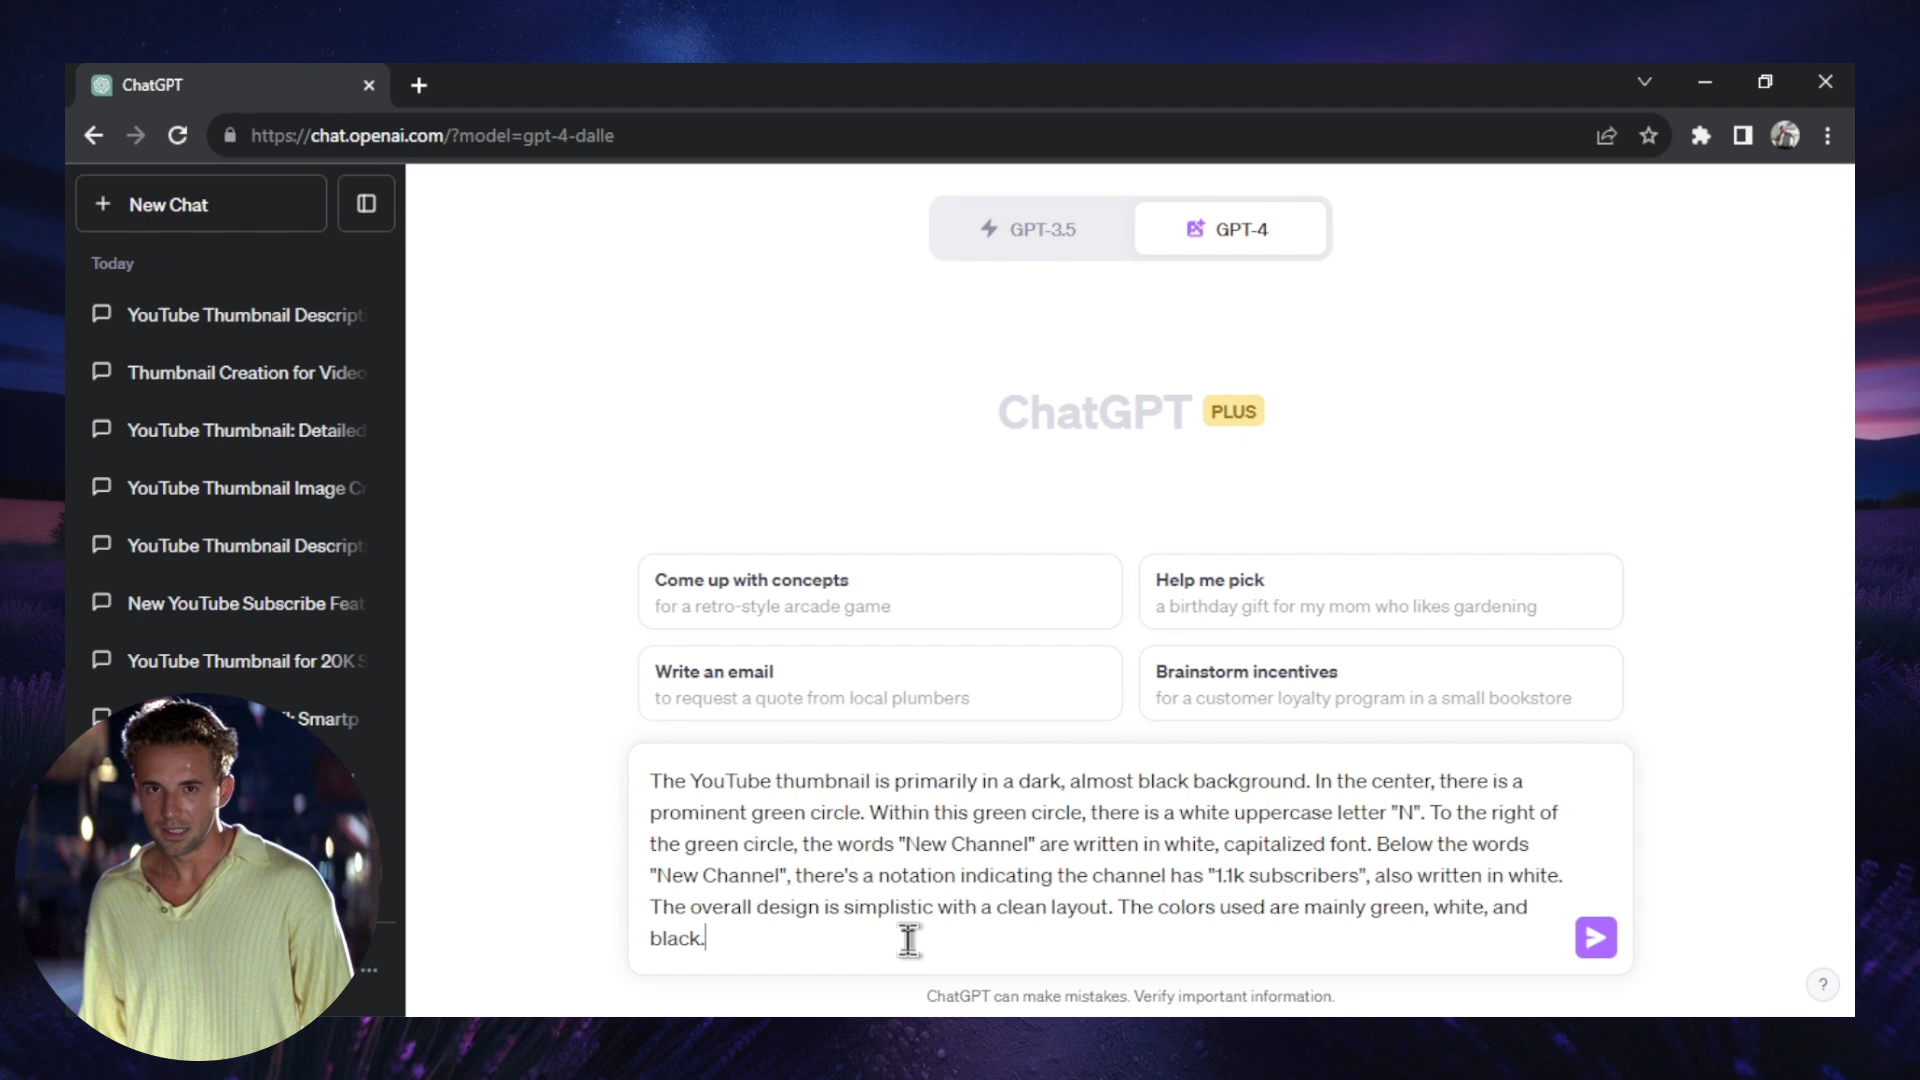 ChatGPT
https://chat.openai.com/?model=gpt-4-dalle
New Chat
Today
YouTube Thumbnail Descripti
Thumbnail Creation for Video
YouTube Thumbnail: Detailed
YouTube Thumbnail Image Cr
YouTube Thumbnail Descripti
New YouTube Subscribe Feat
YouTube Thumbnail for 20K S
Smartp
GPT-3.5
GPT-4
ChatGPT PLUS
Come up with concepts
for a retro-style arcade game
Help me pick
a birthday gift for my mom who likes gardening
Write an email
to request a quote from local plumbers
Brainstorm incentives
for a customer loyalty program in a small bookstore
The YouTube thumbnail is primarily in a dark, almost black background. In the center, there is a
prominent green circle. Within this green circle, there is a white uppercase letter "N". To the right of
the green circle, the words "New Channel" are written in white, capitalized font. Below the words
"New Channel", there's a notation indicating the channel has "1.1k subscribers", also written in white.
The overall design is simplistic with a clean layout. The colors used are mainly green, white, and
black.
ChatGPT can make mistakes. Verify important information.
?